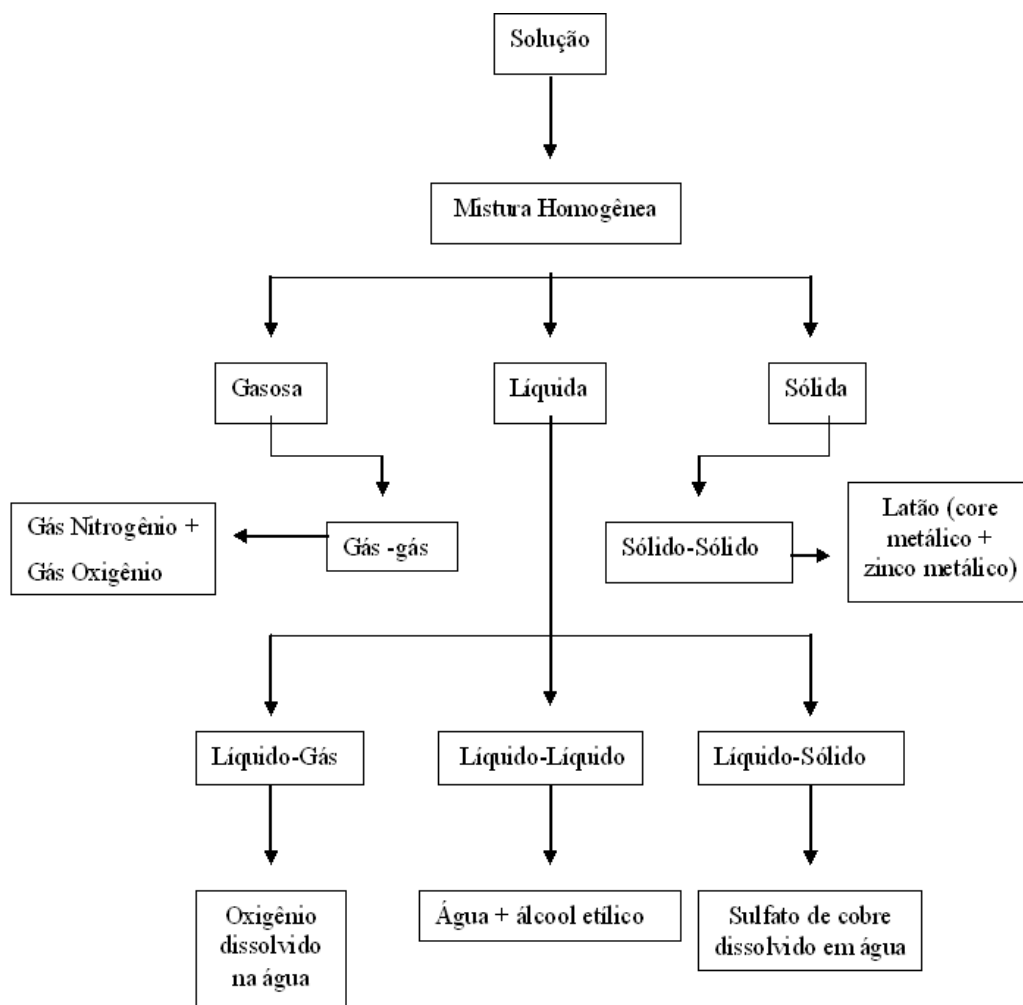 Solução
Mistura Homogênea
Gasosa
Líquida
Sólida
Gás Nitrogênio +
Gás Oxigênio
Gás -gás
Sólido-Sólido
Latão (core
metálico +
zinco metálico)
Líquido-Gás
Líquido-Líquido
Líquido-Sólido
Oxigênio
dissolvido
na água
Água + álcool etílico
Sulfato de cobre
dissolvido em água